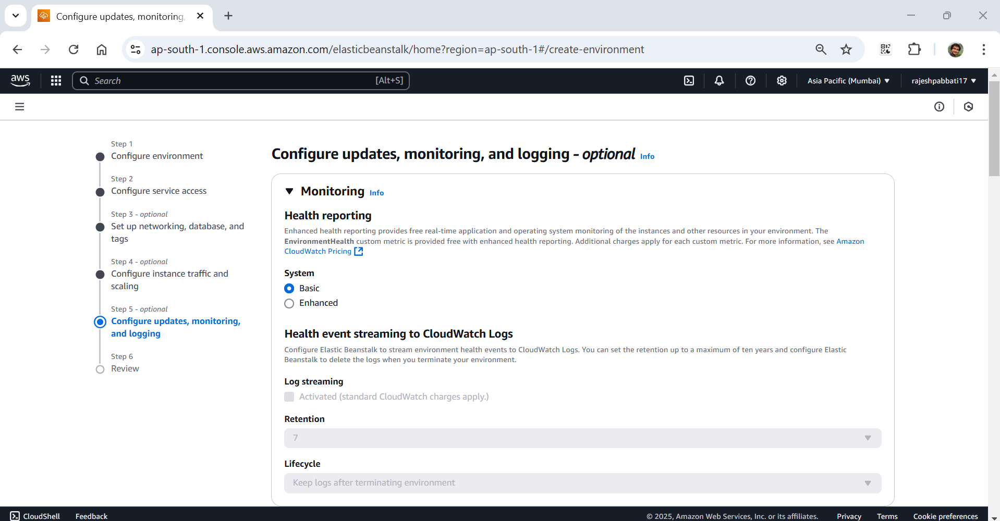 Configure updates, monitoring,
ap-south-1.console.aws.amazon.com/elasticbeanstalk/home?region=ap-south-1#/create-environment
aws
Search
[Alt+S]
Asia Pacific (Mumbai)
rajeshpabbati17
Step 1
Configure environment
Step 2
Configure service access
Step 3 - optional
Set up networking, database, and
tags
Step 4 - optional
Configure instance traffic and
scaling
Step 5 - optional
Configure updates, monitoring,
and logging
Step 6
Review
Configure updates, monitoring, and logging - optional Info
Monitoring Info
Health reporting
Enhanced health reporting provides free real-time application and operating system monitoring of the instances and other resources in your environment. The
EnvironmentHealth custom metric is provided free with enhanced health reporting. Additional charges apply for each custom metric. For more information, see Amazon
CloudWatch Pricing
System
Basic
Enhanced
Health event streaming to CloudWatch Logs
Configure Elastic Beanstalk to stream environment health events to CloudWatch Logs. You can set the retention up to a maximum of ten years and configure Elastic
Beanstalk to delete the logs when you terminate your environment.
Log streaming
Activated (standard CloudWatch charges apply.)
Retention
7
Lifecycle
Keep logs after terminating environment
CloudShell
Feedback
© 2025, Amazon Web Services, Inc. or its affiliates.
Privacy
Terms
Cookie preferences